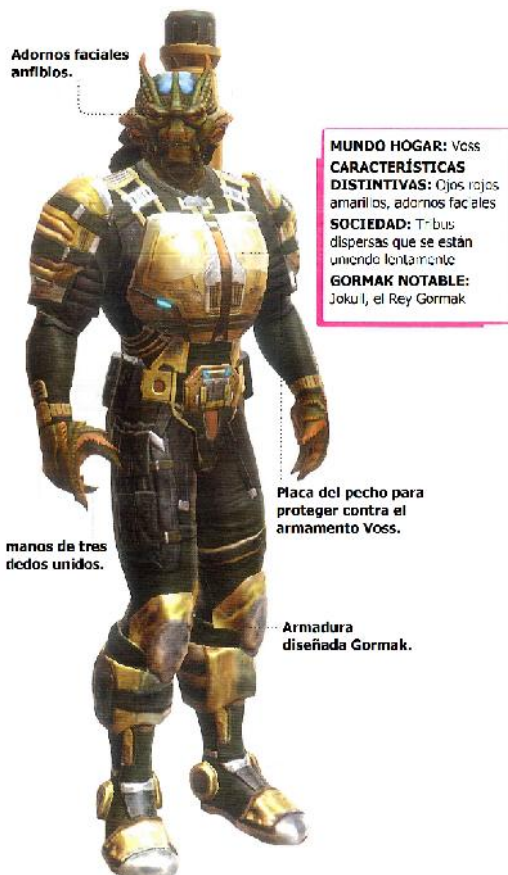 Adornos faciales
anfibios.
MUNDO HOGAR: Voss
CARACTERÍSTICAS
DISTINTIVAS: Ojos rojos
amarillos, adornos faciales
SOCIEDAD: Tribus
dispersas que se están
uniendo lentamente
GORMAK NOTABLE:
Jokull, el Rey Gormak
Placa del pecho para
proteger contra el
armamento Voss.
manos de tres
dedos unidos.
Armadura
diseñada Gormak.